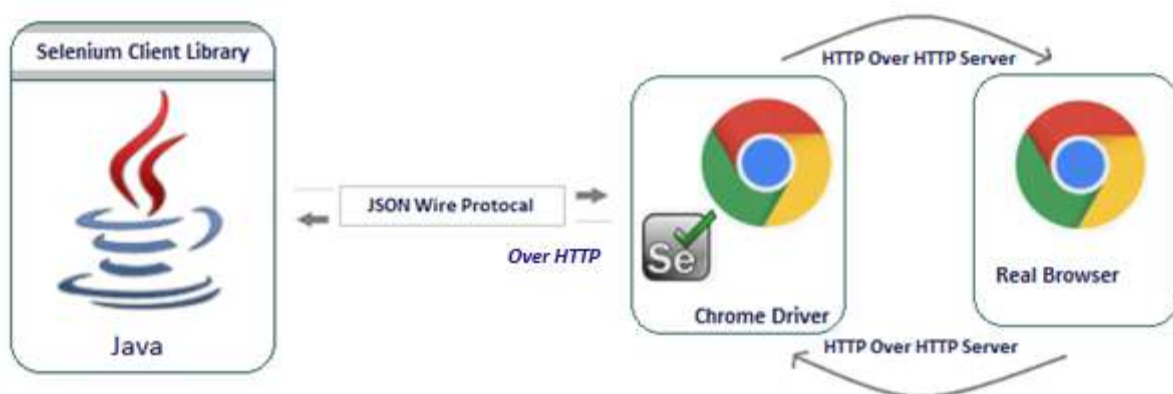 Selenium Client Library
Java
JSON Wire Protocal
Over HTTP
HTTP Over HTTP Server
Se
Chrome Driver
Real Browser
HTTP Over HTTP Server